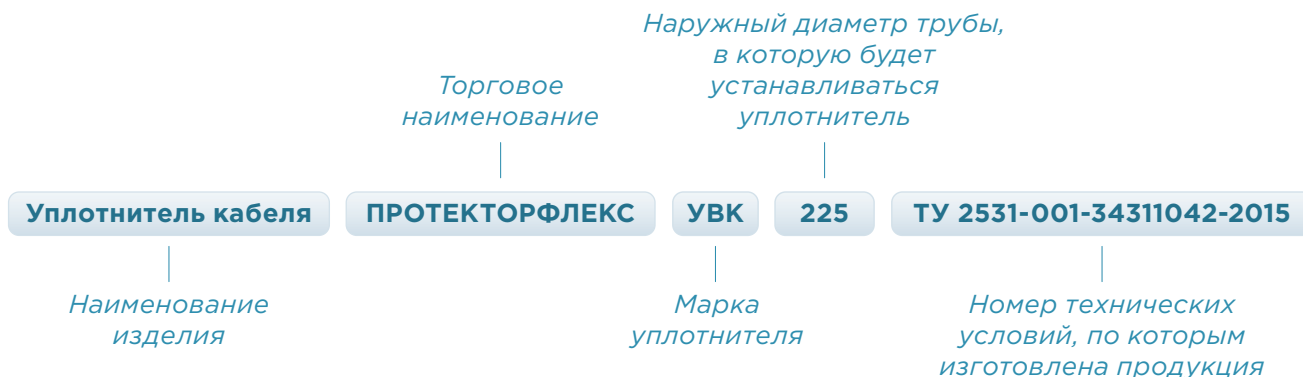 Наружный диаметр трубы,
в которую будет
устанавливаться
уплотнитель
Торговое
наименование
Уплотнитель кабеля ПРОТЕКТОРФЛЕКС УВК 225 ТУ 2531-001-34311042-2015
Наименование
изделия
Марка
уплотнителя
Номер технических
условий, по которым
изготовлена продукция